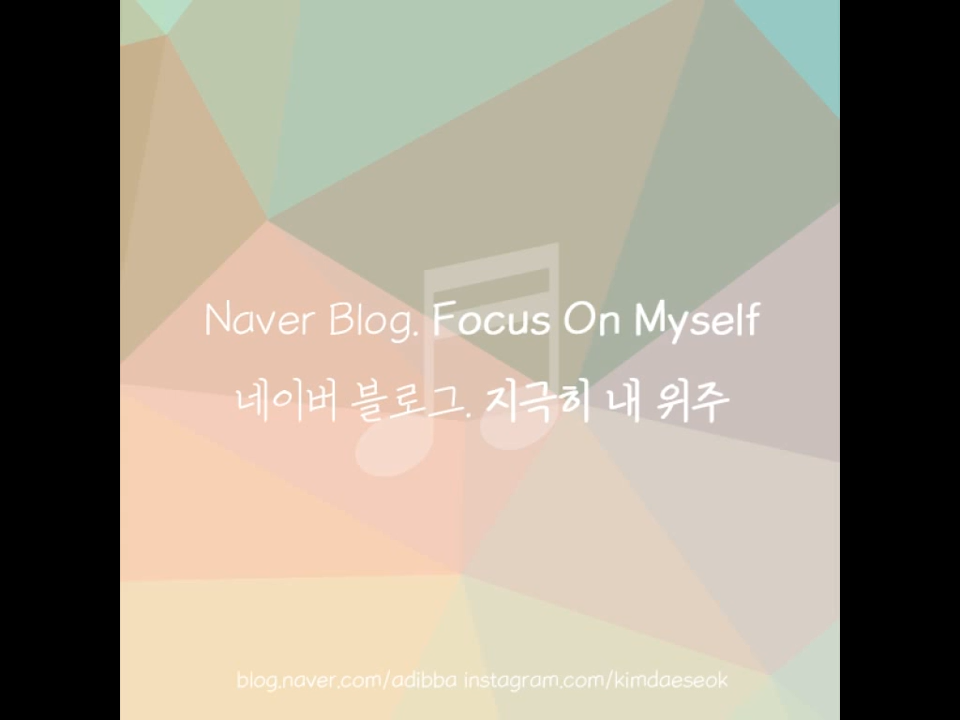 Naver Blog. Focus On Myself
네이버 블로그. 지극히 내 위주
blog.naver.com/adibba instagram.com/kimdaeseok